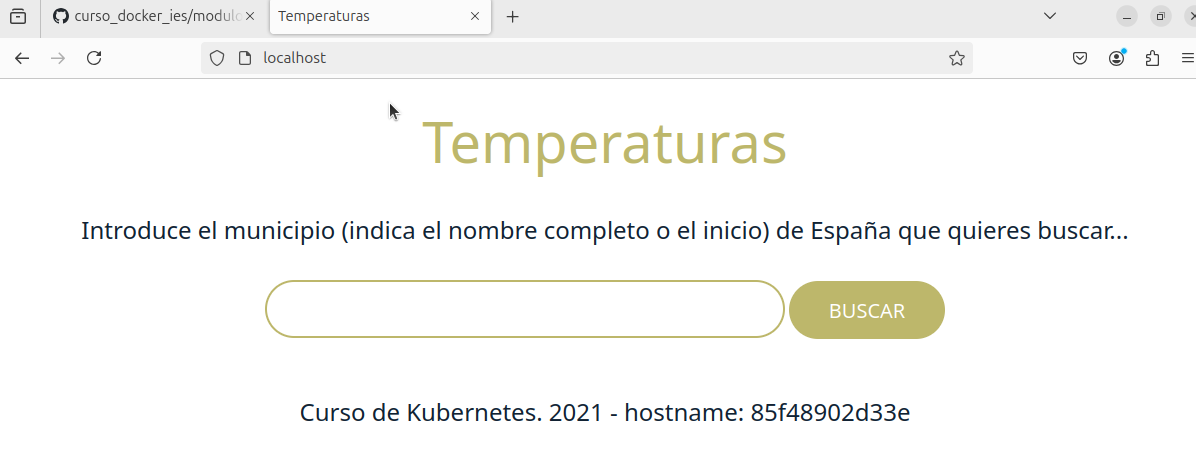 curso_docker_ies/modulo
Temperaturas
localhost
Temperaturas
Introduce el municipio (indica el nombre completo o el inicio) de España que quieres buscar...
BUSCAR
Curso de Kubernetes. 2021 - hostname: 85f48902d33e